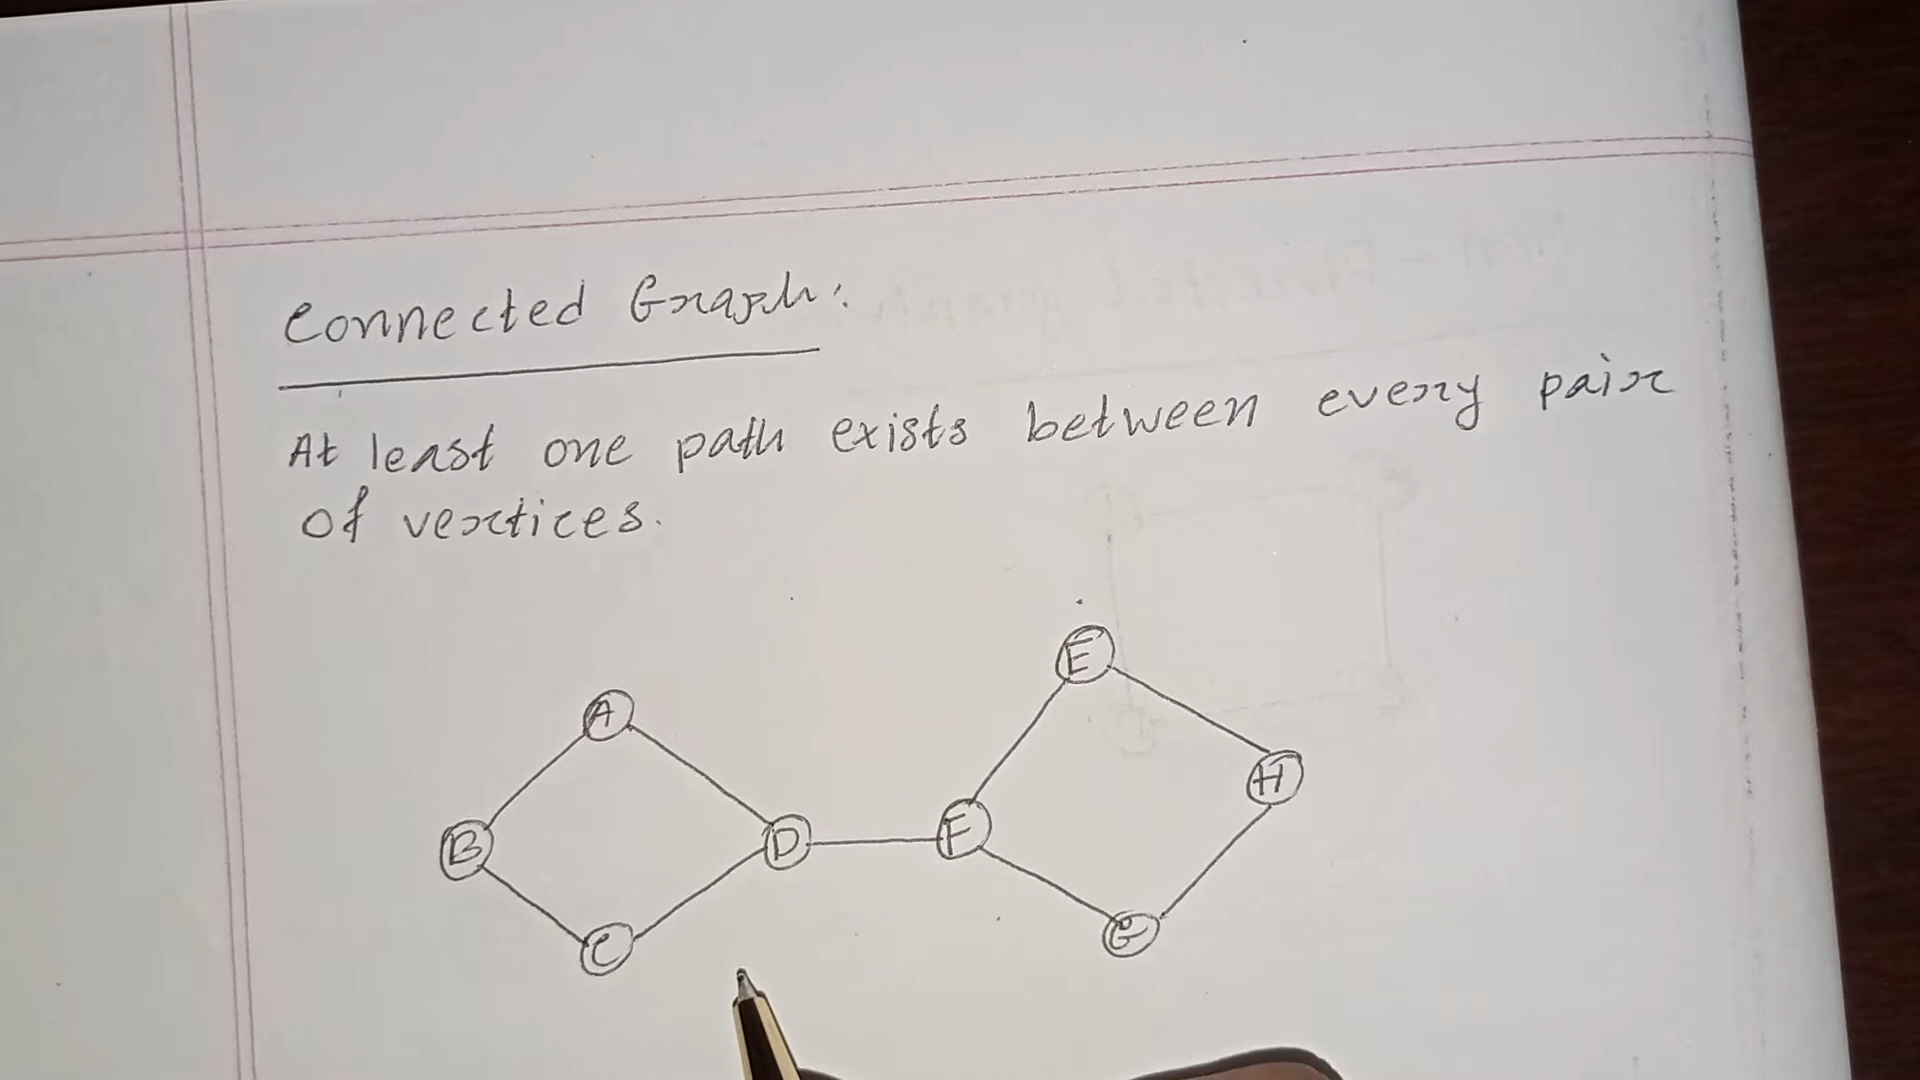 Connected Graph:
At least one path exists between every pair
of vertices.
E
A
H
B
D
F
C
G